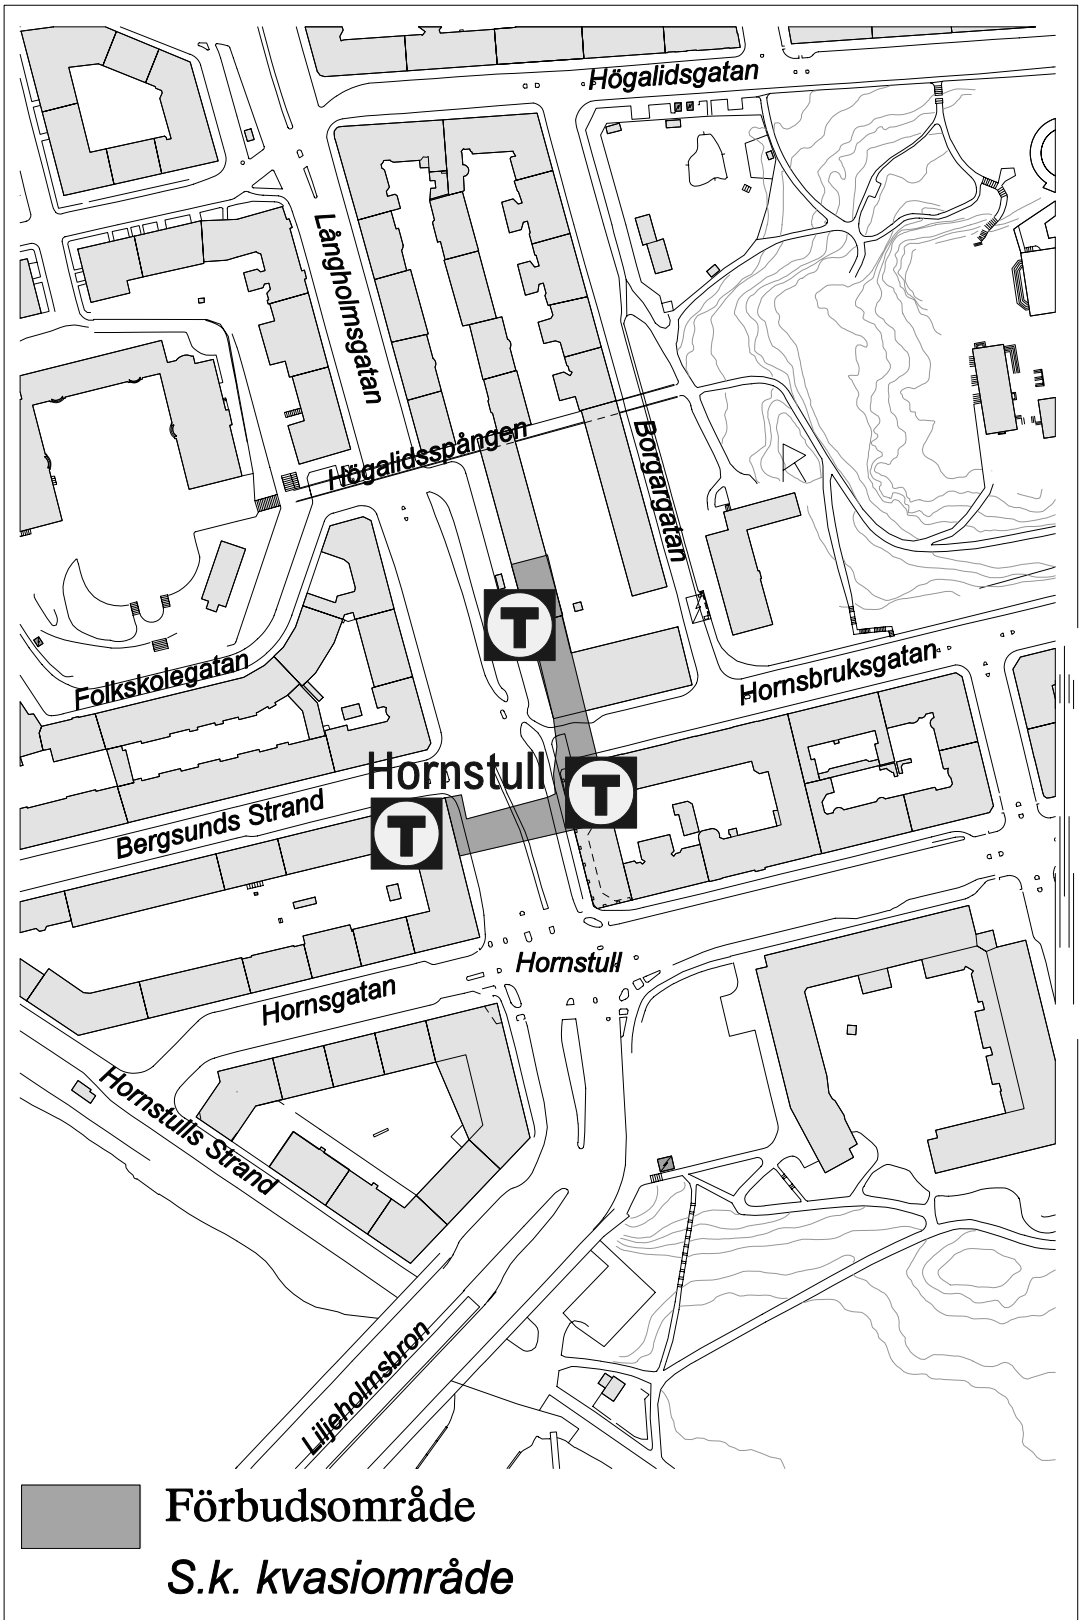 Högalidsgatan
Långholmsgatan
Högalidsspången
Borgargatan
T
Folkskolegatan
Hornsbruksgatan
Hornstull
T
T
Bergsunds Strand
Hornstull
Hornsgatan
Hornstulls Strand
Liljeholmsbron
Förbudsområde
S.k. kvasiområde